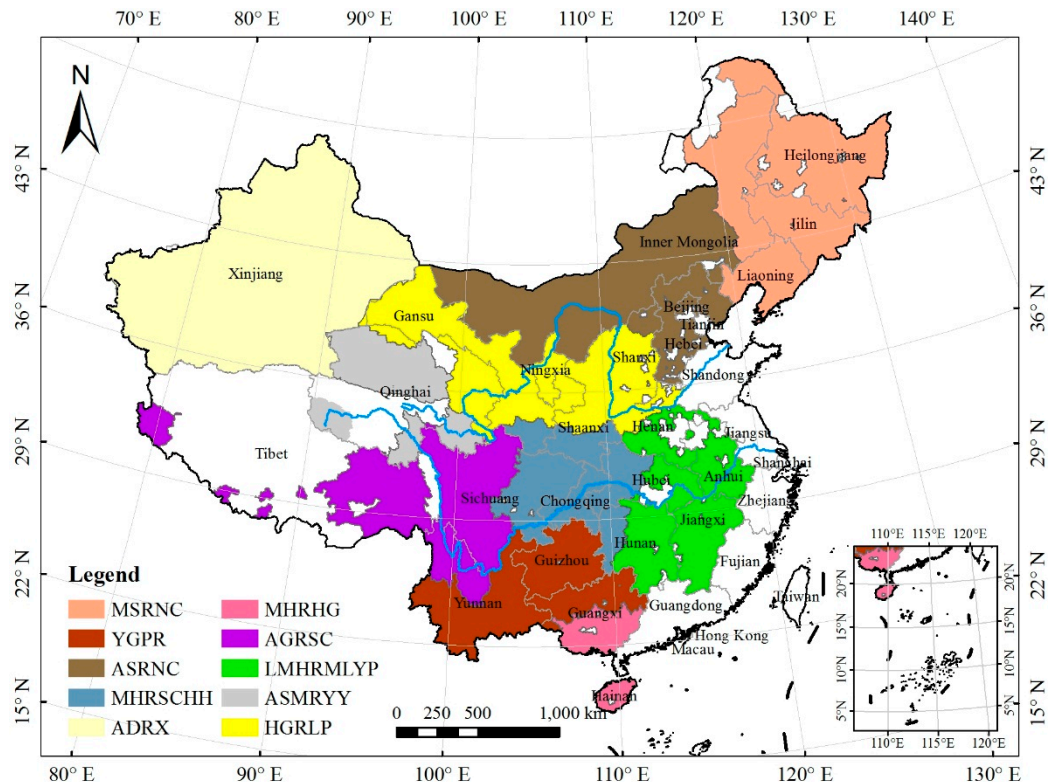 70° E 80° E 90° E 100° E 110° E 120° E 130° E 140° E
N
43° N
43° N
36° N
36° N
29° N
29° N
22° N
22° N
15° N
15° N
Heilongjiang
Jilin
Inner Mongolia
Liaoning
Xinjiang
Beijing
Gansu
Tianjin
Hebei
Shanxi
Ningxia
Shandong
Qinghai
Shaanxi
Henan
Jiangsu
Tibet
Shanghai
Hubei
Anhui
Sichuang
Chongqing
Zhejiang
Jiangxi
Hunan
Guizhou
Fujian
Yunnan
Guangxi
Guangdong
Taiwan
Hong Kong
Macau
Hainan
Legend
MSRNC
MHRHG
YGPR
AGRSC
ASRNC
LMHRMLYP
MHRSCHH
ASMRYY
ADRX
HGRLP
0 250 500 1,000 km
110°E 115°E 120°E
20°N
20°N
15°N
15°N
10°N
10°N
5°N
5°N
110°E 115°E 120°E
80° E 90° E 100° E 110° E 120° E 130° E